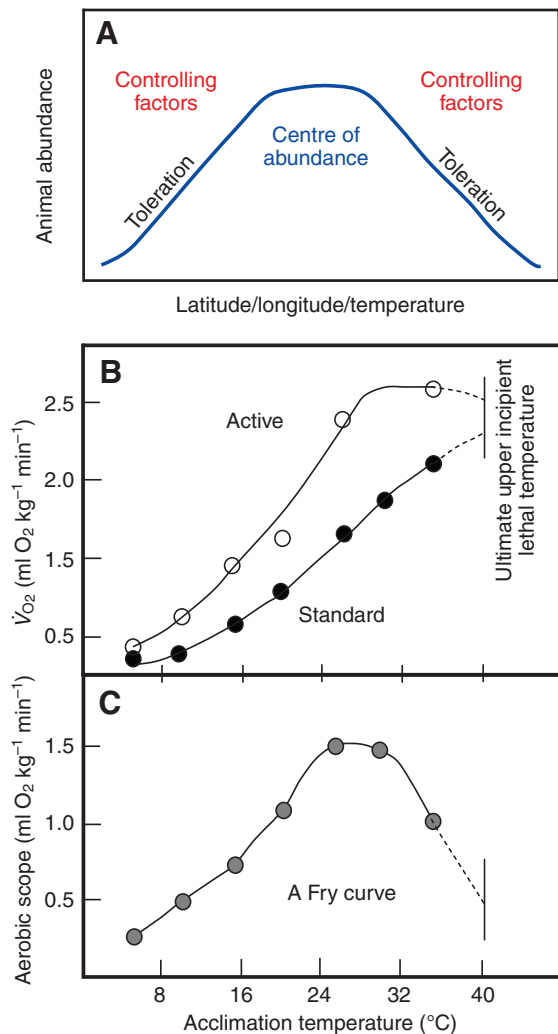 A
Controlling
factors
Controlling
factors
Centre of
abundance
Toleration
Toleration
Animal abundance
Latitude/longitude/temperature
B
Active
Standard
2.5
2.0
1.5
0.5
V̇O₂ (ml O₂ kg⁻¹ min⁻¹)
Ultimate upper incipient
lethal temperature
C
A Fry curve
1.5
1.0
0.5
Aerobic scope (ml O₂ kg⁻¹ min⁻¹)
8 16 24 32 40
Acclimation temperature (°C)